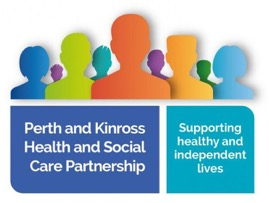 Perth and Kinross
Health and Social
Care Partnership
Supporting
healthy and
independent
lives